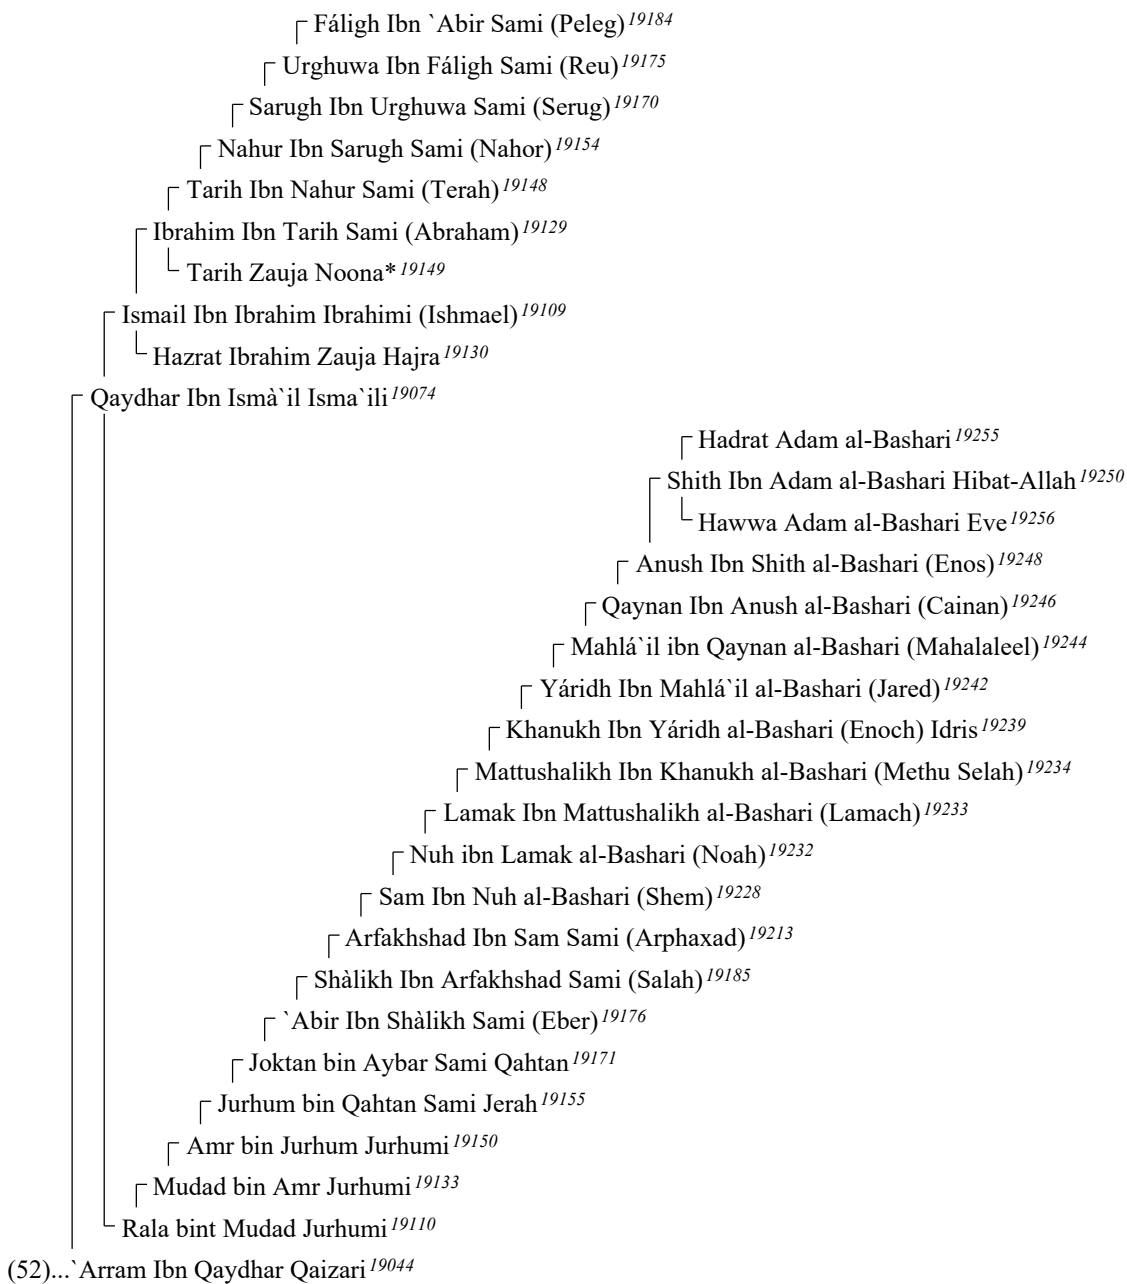 Fáligh Ibn `Abir Sami (Peleg) 19184
Urghuwa Ibn Fáligh Sami (Reu) 19175
Sarugh Ibn Urghuwa Sami (Serug) 19170
Nahur Ibn Sarugh Sami (Nahor) 19154
Tarih Ibn Nahur Sami (Terah) 19148
Ibrahim Ibn Tarih Sami (Abraham) 19129
Tarih Zauja Noona* 19149
Ismail Ibn Ibrahim Ibrahimi (Ishmael) 19109
Hazrat Ibrahim Zauja Hajra 19130
Qaydhar Ibn Ismà`il Isma`ili 19074
Hadrat Adam al-Bashari 19255
Shith Ibn Adam al-Bashari Hibat-Allah 19250
Hawwa Adam al-Bashari Eve 19256
Anush Ibn Shith al-Bashari (Enos) 19248
Qaynan Ibn Anush al-Bashari (Cainan) 19246
Mahlá`il ibn Qaynan al-Bashari (Mahalaleel) 19244
Yáridh Ibn Mahlá`il al-Bashari (Jared) 19242
Khanukh Ibn Yáridh al-Bashari (Enoch) Idris 19239
Mattushalikh Ibn Khanukh al-Bashari (Methu Selah) 19234
Lamak Ibn Mattushalikh al-Bashari (Lamach) 19233
Nuh ibn Lamak al-Bashari (Noah) 19232
Sam Ibn Nuh al-Bashari (Shem) 19228
Arfakhshad Ibn Sam Sami (Arphaxad) 19213
Shàlikh Ibn Arfakhshad Sami (Salah) 19185
`Abir Ibn Shàlikh Sami (Eber) 19176
Joktan bin Aybar Sami Qahtan 19171
Jurhum bin Qahtan Sami Jerah 19155
Amr bin Jurhum Jurhumi 19150
Mudad bin Amr Jurhumi 19133
Rala bint Mudad Jurhumi 19110
(52)...`Arram Ibn Qaydhar Qaizari 19044